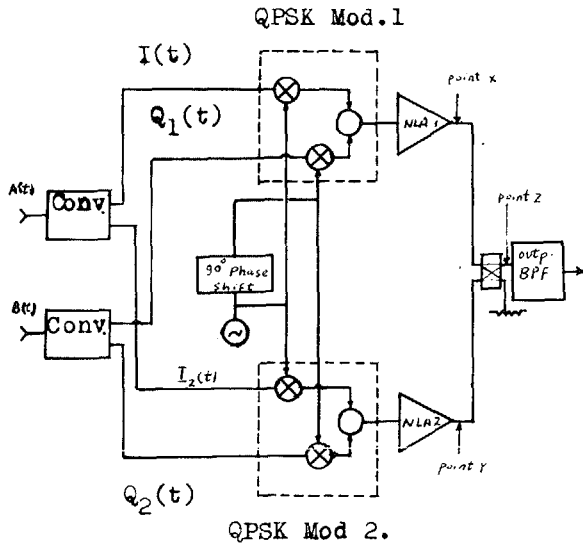 QPSK Mod.1
I(t)
Q1(t)
NLA 1
point X
A(t)
Conv.
point Z
outp.
BPF
90° Phase
Shift
~
B(t)
Conv.
I2(t)
NLA 2
point Y
Q2(t)
QPSK Mod 2.